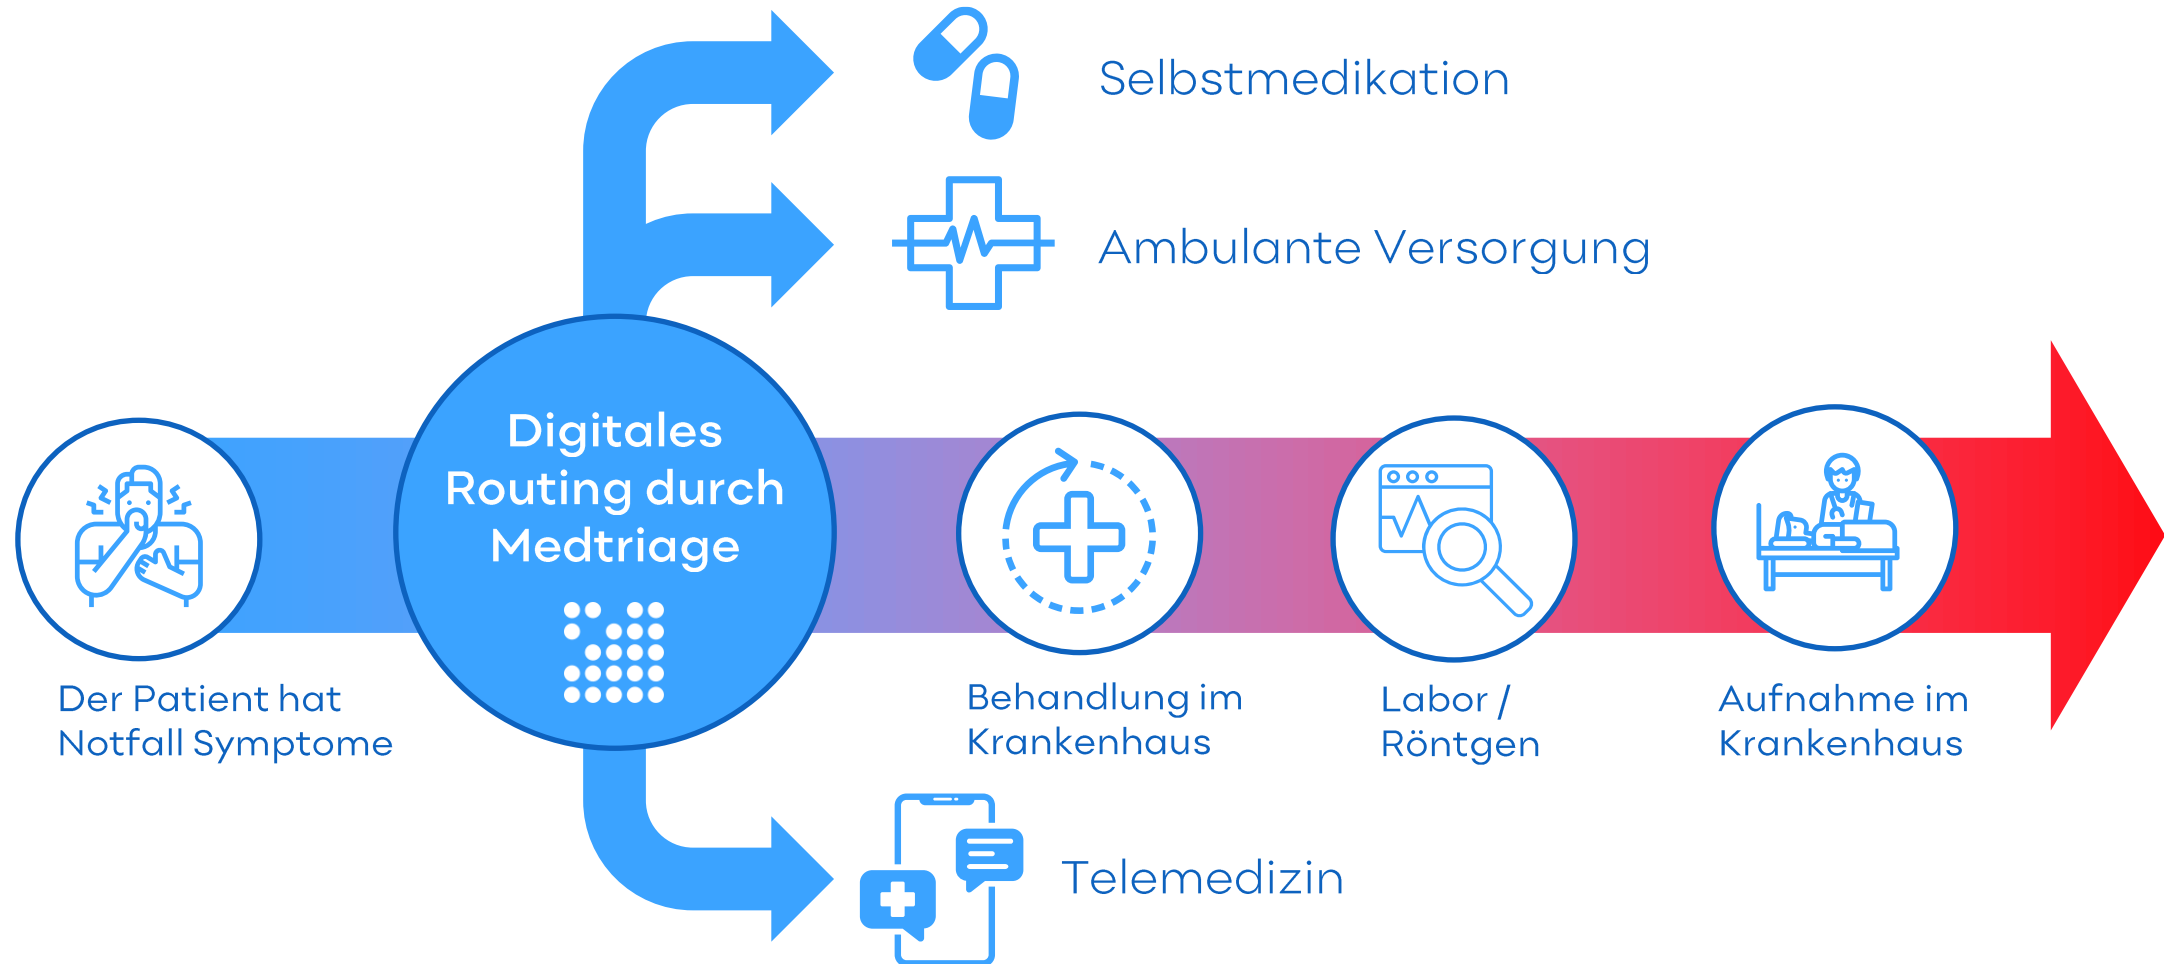 Selbstmedikation
Ambulante Versorgung
Digitales
Routing durch
Medtriage
Der Patient hat
Notfall Symptome
Behandlung im
Krankenhaus
Labor /
Röntgen
Aufnahme im
Krankenhaus
Telemedizin